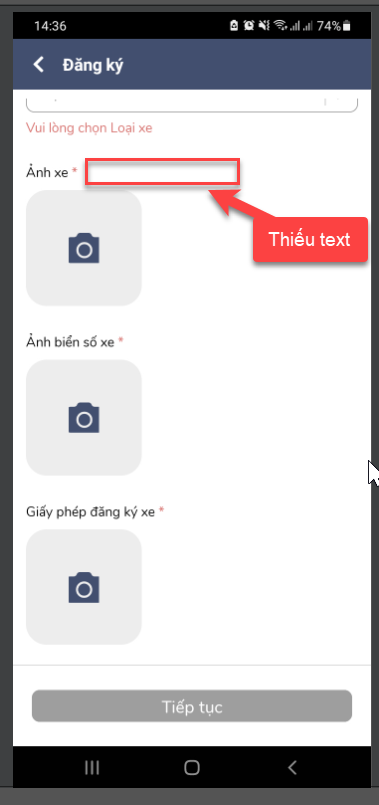 14:36
74%
Đăng ký
Vui lòng chọn Loại xe
Ảnh xe *
Thiếu text
Ảnh biển số xe *
Giấy phép đăng ký xe *
Tiếp tục